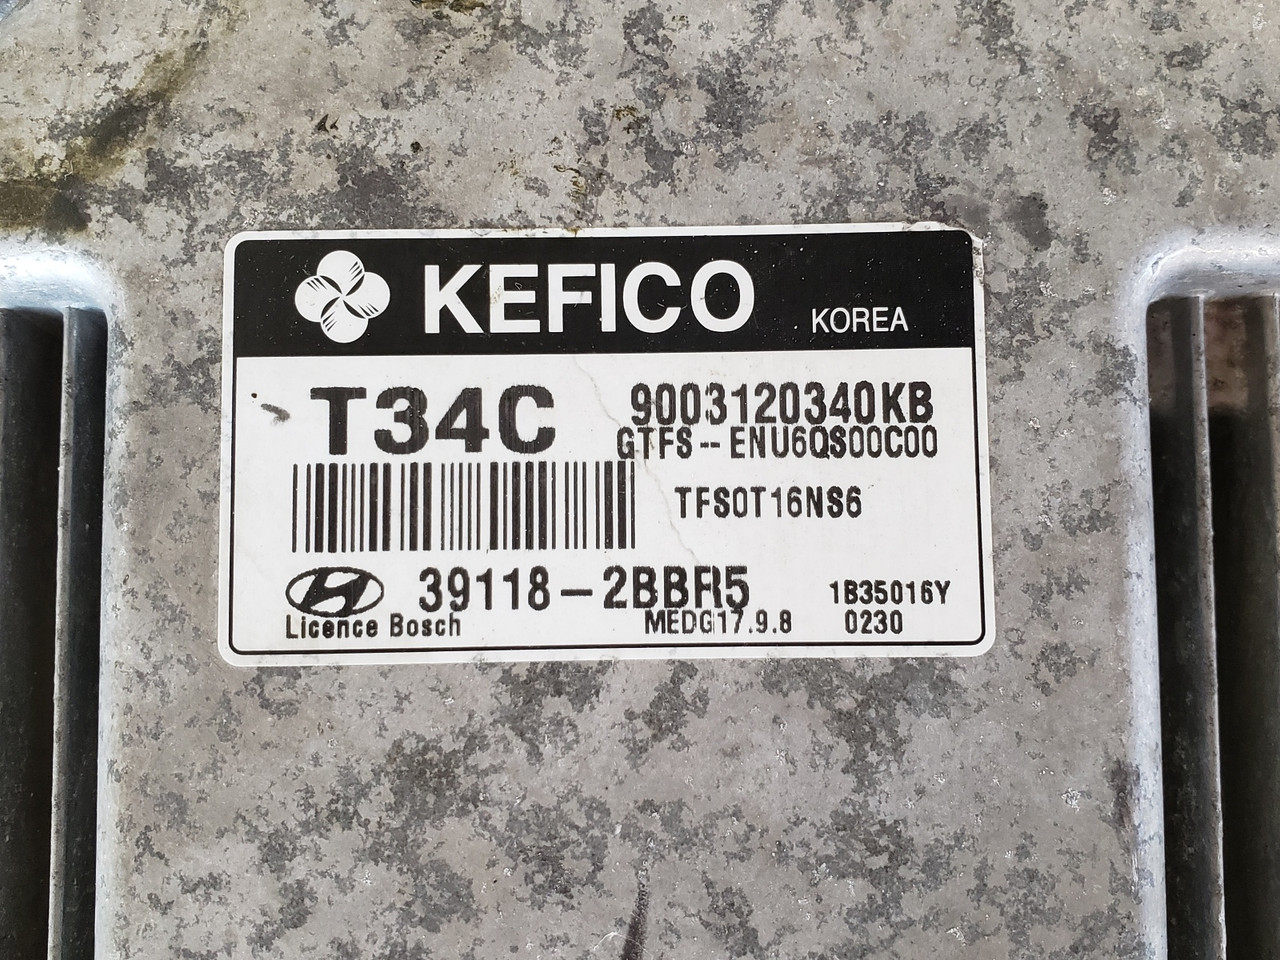 KEFICO KOREA
T34C 9003120340KB
GTFS--ENU6QS00C00
TFS0T16NS6
39118-2BBR5 1B35016Y
Licence Bosch MEDG17.9.8 0230